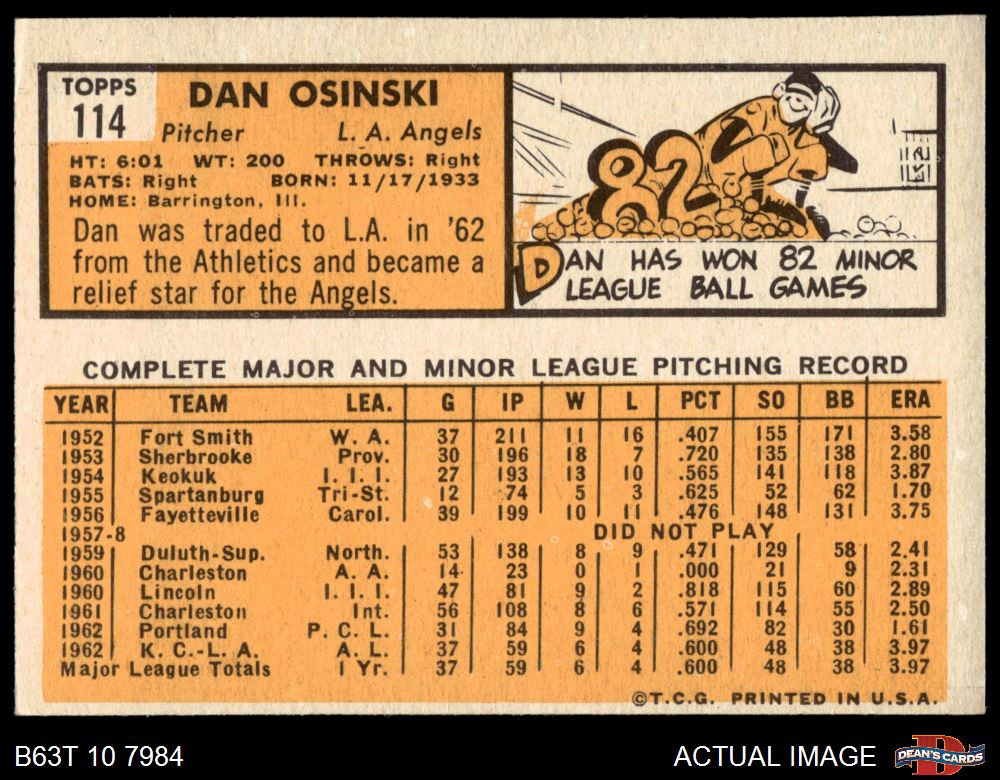 TOPPS
114
DAN OSINSKI
Pitcher L. A. Angels
HT: 6:01 WT: 200 THROWS: Right
BATS: Right BORN: 11/17/1933
HOME: Barrington, Ill.
Dan was traded to L.A. in '62
from the Athletics and became a
relief star for the Angels.
82
DAN HAS WON 82 MINOR
LEAGUE BALL GAMES
COMPLETE MAJOR AND MINOR LEAGUE PITCHING RECORD
YEAR TEAM LEA. G IP W L PCT SO BB ERA
1952 Fort Smith W. A. 37 211 11 16 .407 155 171 3.58
1953 Sherbrooke Prov. 30 196 18 7 .720 135 138 2.80
1954 Keokuk I. I. I. 27 193 13 10 .565 141 118 3.87
1955 Spartanburg Tri-St. 12 74 5 3 .625 52 62 1.70
1956 Fayetteville Carol. 39 199 10 11 .476 148 131 3.75
1957-8 DID NOT PLAY
1959 Duluth-Sup. North. 53 138 8 9 .471 129 58 2.41
1960 Charleston A. A. 14 23 0 1 .000 21 9 2.31
1960 Lincoln I. I. I. 47 81 9 2 .818 115 60 2.89
1961 Charleston Int. 56 108 8 6 .571 114 55 2.50
1962 Portland P. C. L. 31 84 9 4 .692 82 30 1.61
1962 K. C.-L. A. A. L. 37 59 6 4 .600 48 38 3.97
Major League Totals 1 Yr. 37 59 6 4 .600 48 38 3.97
©T.C.G. PRINTED IN U.S.A.
B63T 10 7984 ACTUAL IMAGE
DEAN'S CARDS